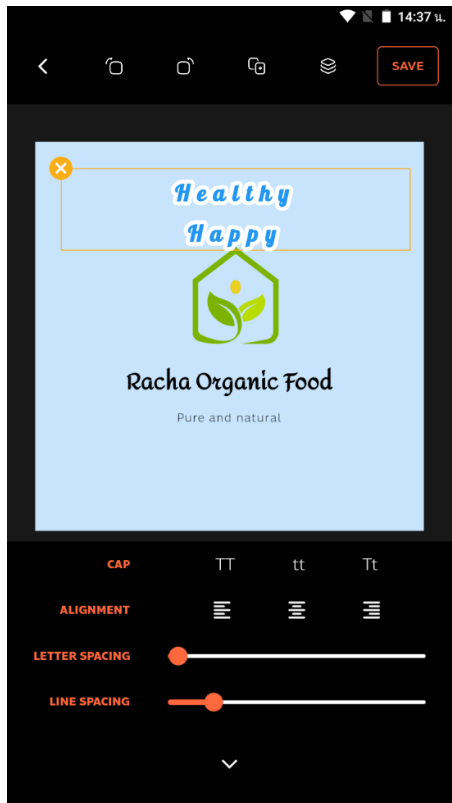 14:37 น.
SAVE
Healthy
Happy
Racha Organic Food
Pure and natural
CAP TT tt Tt
ALIGNMENT
LETTER SPACING
LINE SPACING